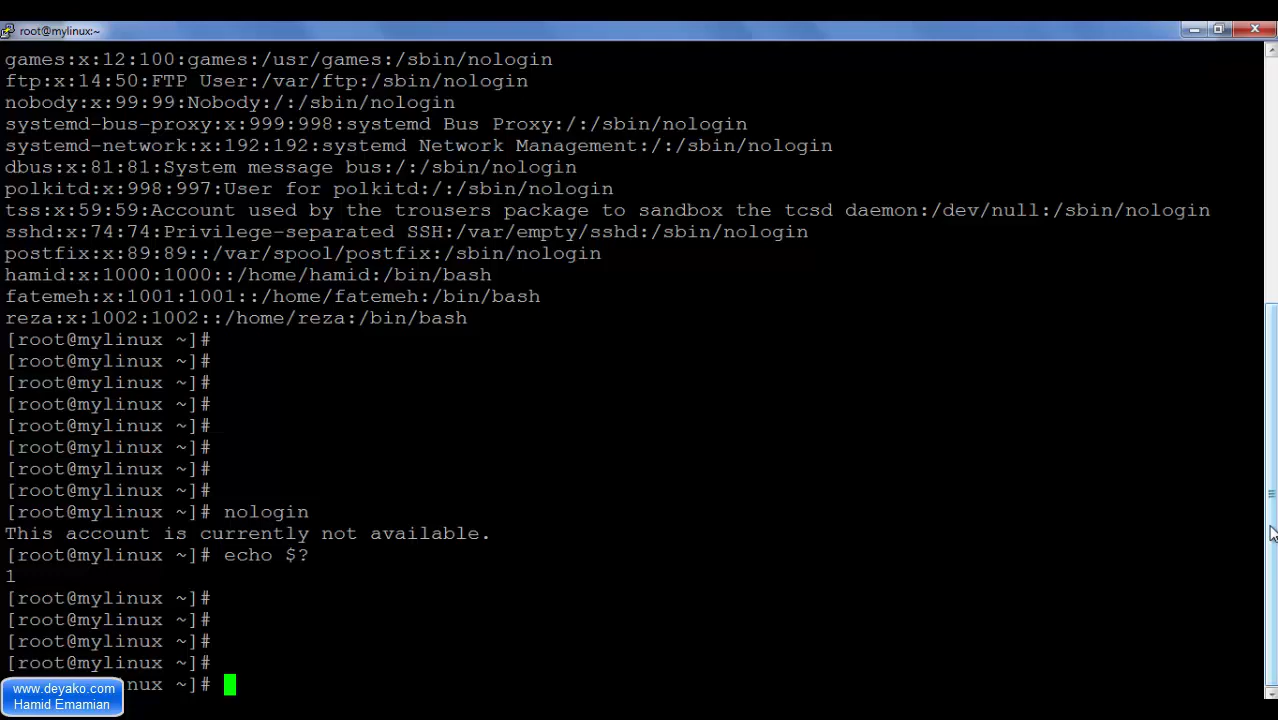 root@mylinux:~
games:x:12:100:games:/usr/games:/sbin/nologin
ftp:x:14:50:FTP User:/var/ftp:/sbin/nologin
nobody:x:99:99:Nobody:/:/sbin/nologin
systemd-bus-proxy:x:999:998:systemd Bus Proxy:/:/sbin/nologin
systemd-network:x:192:192:systemd Network Management:/:/sbin/nologin
dbus:x:81:81:System message bus:/:/sbin/nologin
polkitd:x:998:997:User for polkitd:/:/sbin/nologin
tss:x:59:59:Account used by the trousers package to sandbox the tcsd daemon:/dev/null:/sbin/nologin
sshd:x:74:74:Privilege-separated SSH:/var/empty/sshd:/sbin/nologin
postfix:x:89:89::/var/spool/postfix:/sbin/nologin
hamid:x:1000:1000::/home/hamid:/bin/bash
fatemeh:x:1001:1001::/home/fatemeh:/bin/bash
reza:x:1002:1002::/home/reza:/bin/bash
[root@mylinux ~]#
[root@mylinux ~]#
[root@mylinux ~]#
[root@mylinux ~]#
[root@mylinux ~]#
[root@mylinux ~]#
[root@mylinux ~]#
[root@mylinux ~]#
[root@mylinux ~]# nologin
This account is currently not available.
[root@mylinux ~]# echo $?
1
[root@mylinux ~]#
[root@mylinux ~]#
[root@mylinux ~]#
[root@mylinux ~]#
inux ~]#
www.deyako.com
Hamid Emamian